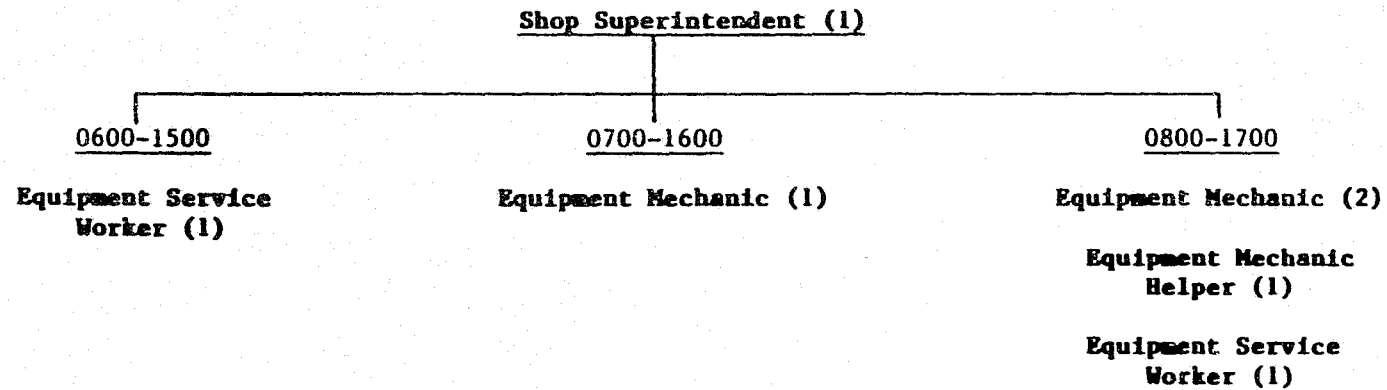 Shop Superintendent (1)
0600-1500
0700-1600
0800-1700
Equipment Service
Worker (1)
Equipment Mechanic (1)
Equipment Mechanic (2)
Equipment Mechanic
Helper (1)
Equipment Service
Worker (1)